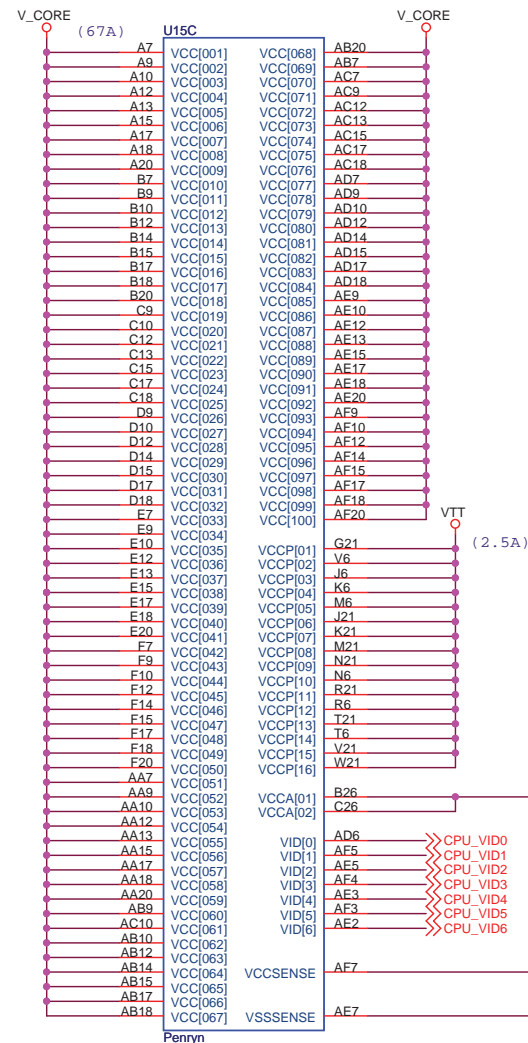 V_CORE V_CORE
(67A) U15C
A7 VCC[001] VCC[068] AB20
A9 VCC[002] VCC[069] AB7
A10 VCC[003] VCC[070] AC7
A12 VCC[004] VCC[071] AC9
A13 VCC[005] VCC[072] AC12
A15 VCC[006] VCC[073] AC13
A17 VCC[007] VCC[074] AC15
A18 VCC[008] VCC[075] AC17
A20 VCC[009] VCC[076] AC18
B7 VCC[010] VCC[077] AD7
B9 VCC[011] VCC[078] AD9
B10 VCC[012] VCC[079] AD10
B12 VCC[013] VCC[080] AD12
B14 VCC[014] VCC[081] AD14
B15 VCC[015] VCC[082] AD15
B17 VCC[016] VCC[083] AD17
B18 VCC[017] VCC[084] AD18
B20 VCC[018] VCC[085] AE9
C9 VCC[019] VCC[086] AE10
C10 VCC[020] VCC[087] AE12
C12 VCC[021] VCC[088] AE13
C13 VCC[022] VCC[089] AE15
C15 VCC[023] VCC[090] AE17
C17 VCC[024] VCC[091] AE18
C18 VCC[025] VCC[092] AE20
D9 VCC[026] VCC[093] AF9
D10 VCC[027] VCC[094] AF10
D12 VCC[028] VCC[095] AF12
D14 VCC[029] VCC[096] AF14
D15 VCC[030] VCC[097] AF15
D17 VCC[031] VCC[098] AF17
D18 VCC[032] VCC[099] AF18
E7 VCC[033] VCC[100] AF20
VTT
E9 VCC[034]
(2.5A)
E10 VCC[035] VCCP[01] G21
E12 VCC[036] VCCP[02] V6
E13 VCC[037] VCCP[03] J6
E15 VCC[038] VCCP[04] K6
E17 VCC[039] VCCP[05] M6
E18 VCC[040] VCCP[06] J21
E20 VCC[041] VCCP[07] K21
F7 VCC[042] VCCP[08] M21
F9 VCC[043] VCCP[09] N21
F10 VCC[044] VCCP[10] N6
F12 VCC[045] VCCP[11] R21
F14 VCC[046] VCCP[12] R6
F15 VCC[047] VCCP[13] T21
F17 VCC[048] VCCP[14] T6
F18 VCC[049] VCCP[15] V21
F20 VCC[050] VCCP[16] W21
AA7 VCC[051]
AA9 VCC[052] VCCA[01] B26
AA10 VCC[053] VCCA[02] C26
AA12 VCC[054]
AA13 VCC[055] VID[0] AD6 CPU_VID0
AA15 VCC[056] VID[1] AF5 CPU_VID1
AA17 VCC[057] VID[2] AE5 CPU_VID2
AA18 VCC[058] VID[3] AF4 CPU_VID3
AA20 VCC[059] VID[4] AE3 CPU_VID4
AB9 VCC[060] VID[5] AF3 CPU_VID5
AC10 VCC[061] VID[6] AE2 CPU_VID6
AB10 VCC[062]
AB12 VCC[063]
AB14 VCC[064] VCCSENSE AF7
AB15 VCC[065]
AB17 VCC[066]
AB18 VCC[067] VSSSENSE AE7
Penryn